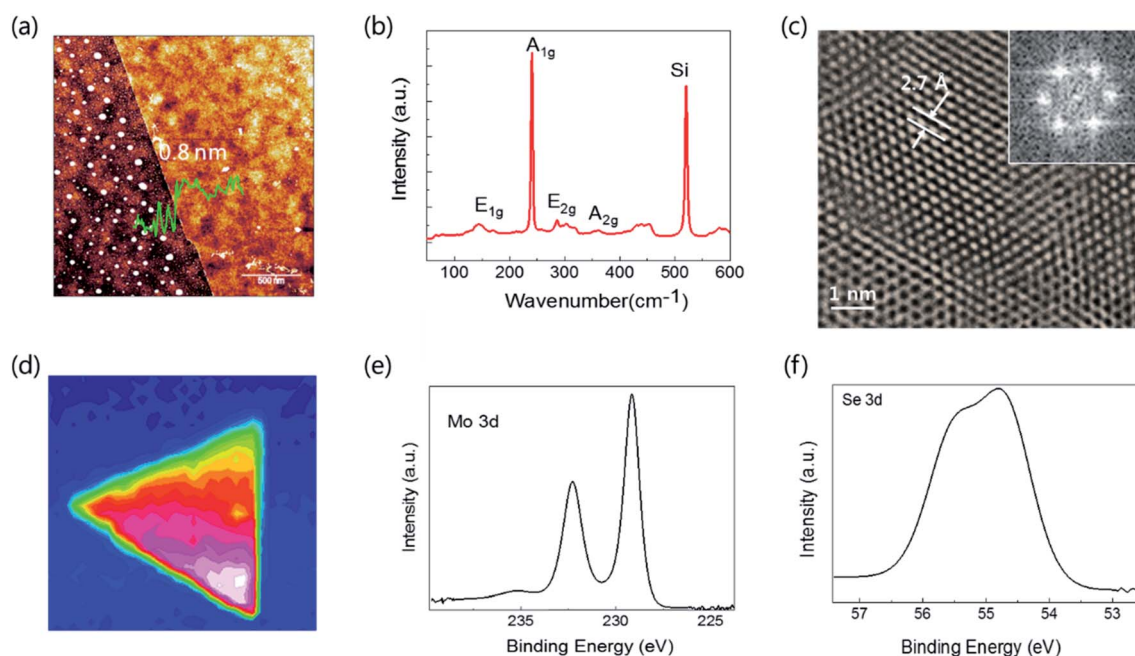 (a)
0.8 nm
500 nm
(b)
Intensity (a.u.)
A1g
Si
E1g
E2g
A2g
100 200 300 400 500 600
Wavenumber(cm-1)
(c)
2.7 Å
1 nm
(d)
(e)
Mo 3d
Intensity (a.u.)
235 230 225
Binding Energy (eV)
(f)
Se 3d
Intensity (a.u.)
57 56 55 54 53
Binding Energy (eV)